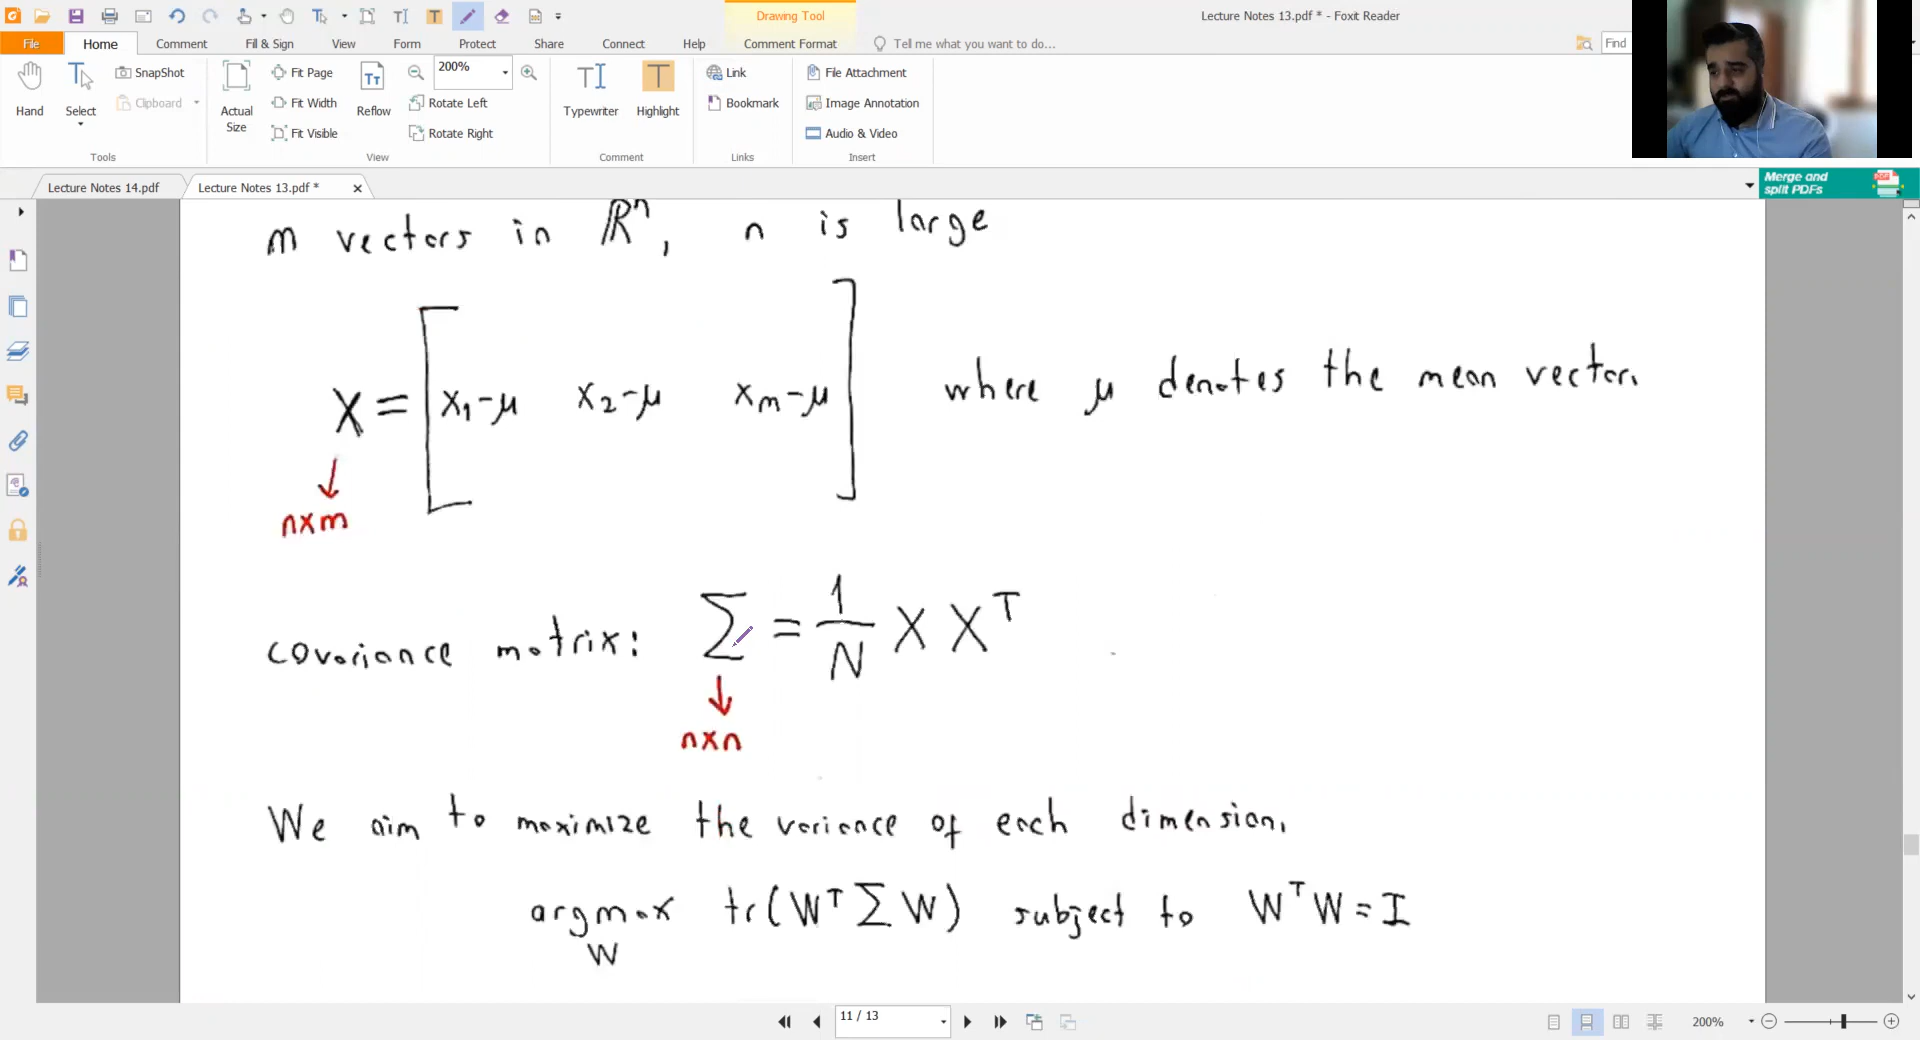 Drawing Tool
Lecture Notes 13.pdf * - Foxit Reader
File Home Comment Fill & Sign View Form Protect Share Connect Help Comment Format Tell me what you want to do... Find
Hand
Select
SnapShot
Clipboard
Tools
Actual Size
Fit Page
Fit Width
Fit Visible
Reflow
200%
Rotate Left
Rotate Right
View
Typewriter
Highlight
Comment
Link
Bookmark
Links
File Attachment
Image Annotation
Audio & Video
Insert
Lecture Notes 14.pdf
Lecture Notes 13.pdf *
Merge and
split PDFs
m vectors in ℝⁿ, n is large
X = [x₁-μ x₂-μ xₘ-μ] where μ denotes the mean vector.
↓
n×m
covariance matrix: Σ = 1/N X Xᵀ
↓
n×n
We aim to maximize the variance of each dimension.
argmax tr(WᵀΣW) subject to WᵀW = I
W
11 / 13
200%